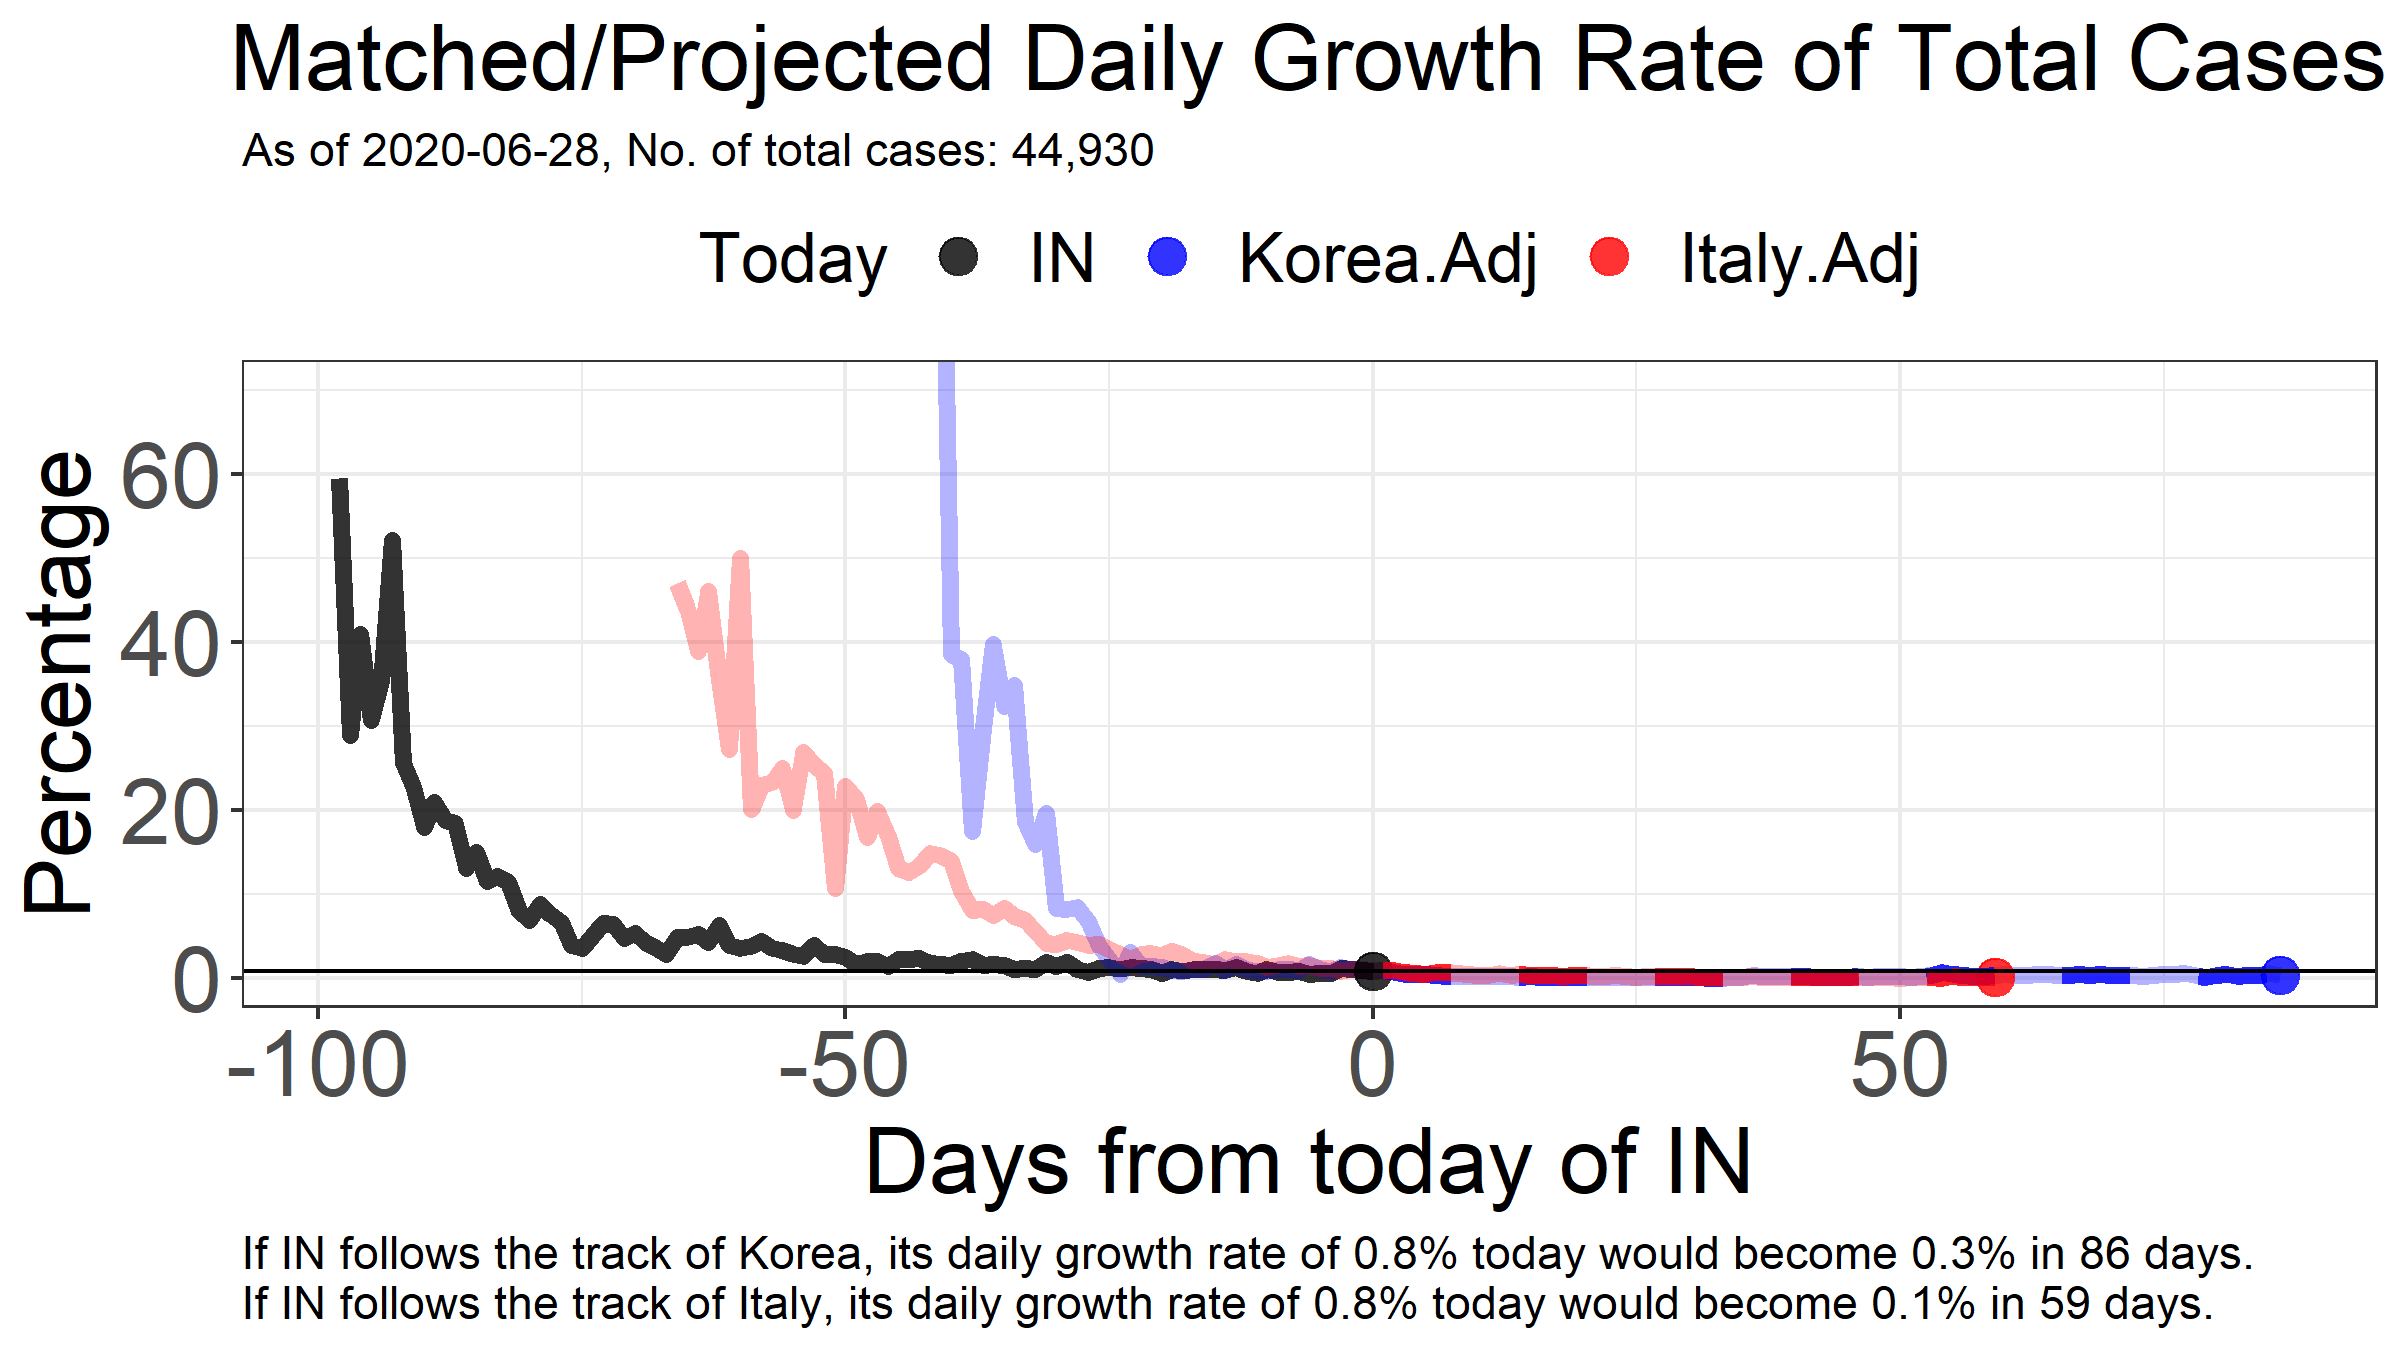 Matched/Projected Daily Growth Rate of Total Cases
As of 2020-06-28, No. of total cases: 44,930
Today IN Korea.Adj Italy.Adj
Percentage
60
40
20
0
-100 -50 0 50
Days from today of IN
If IN follows the track of Korea, its daily growth rate of 0.8% today would become 0.3% in 86 days.
If IN follows the track of Italy, its daily growth rate of 0.8% today would become 0.1% in 59 days.